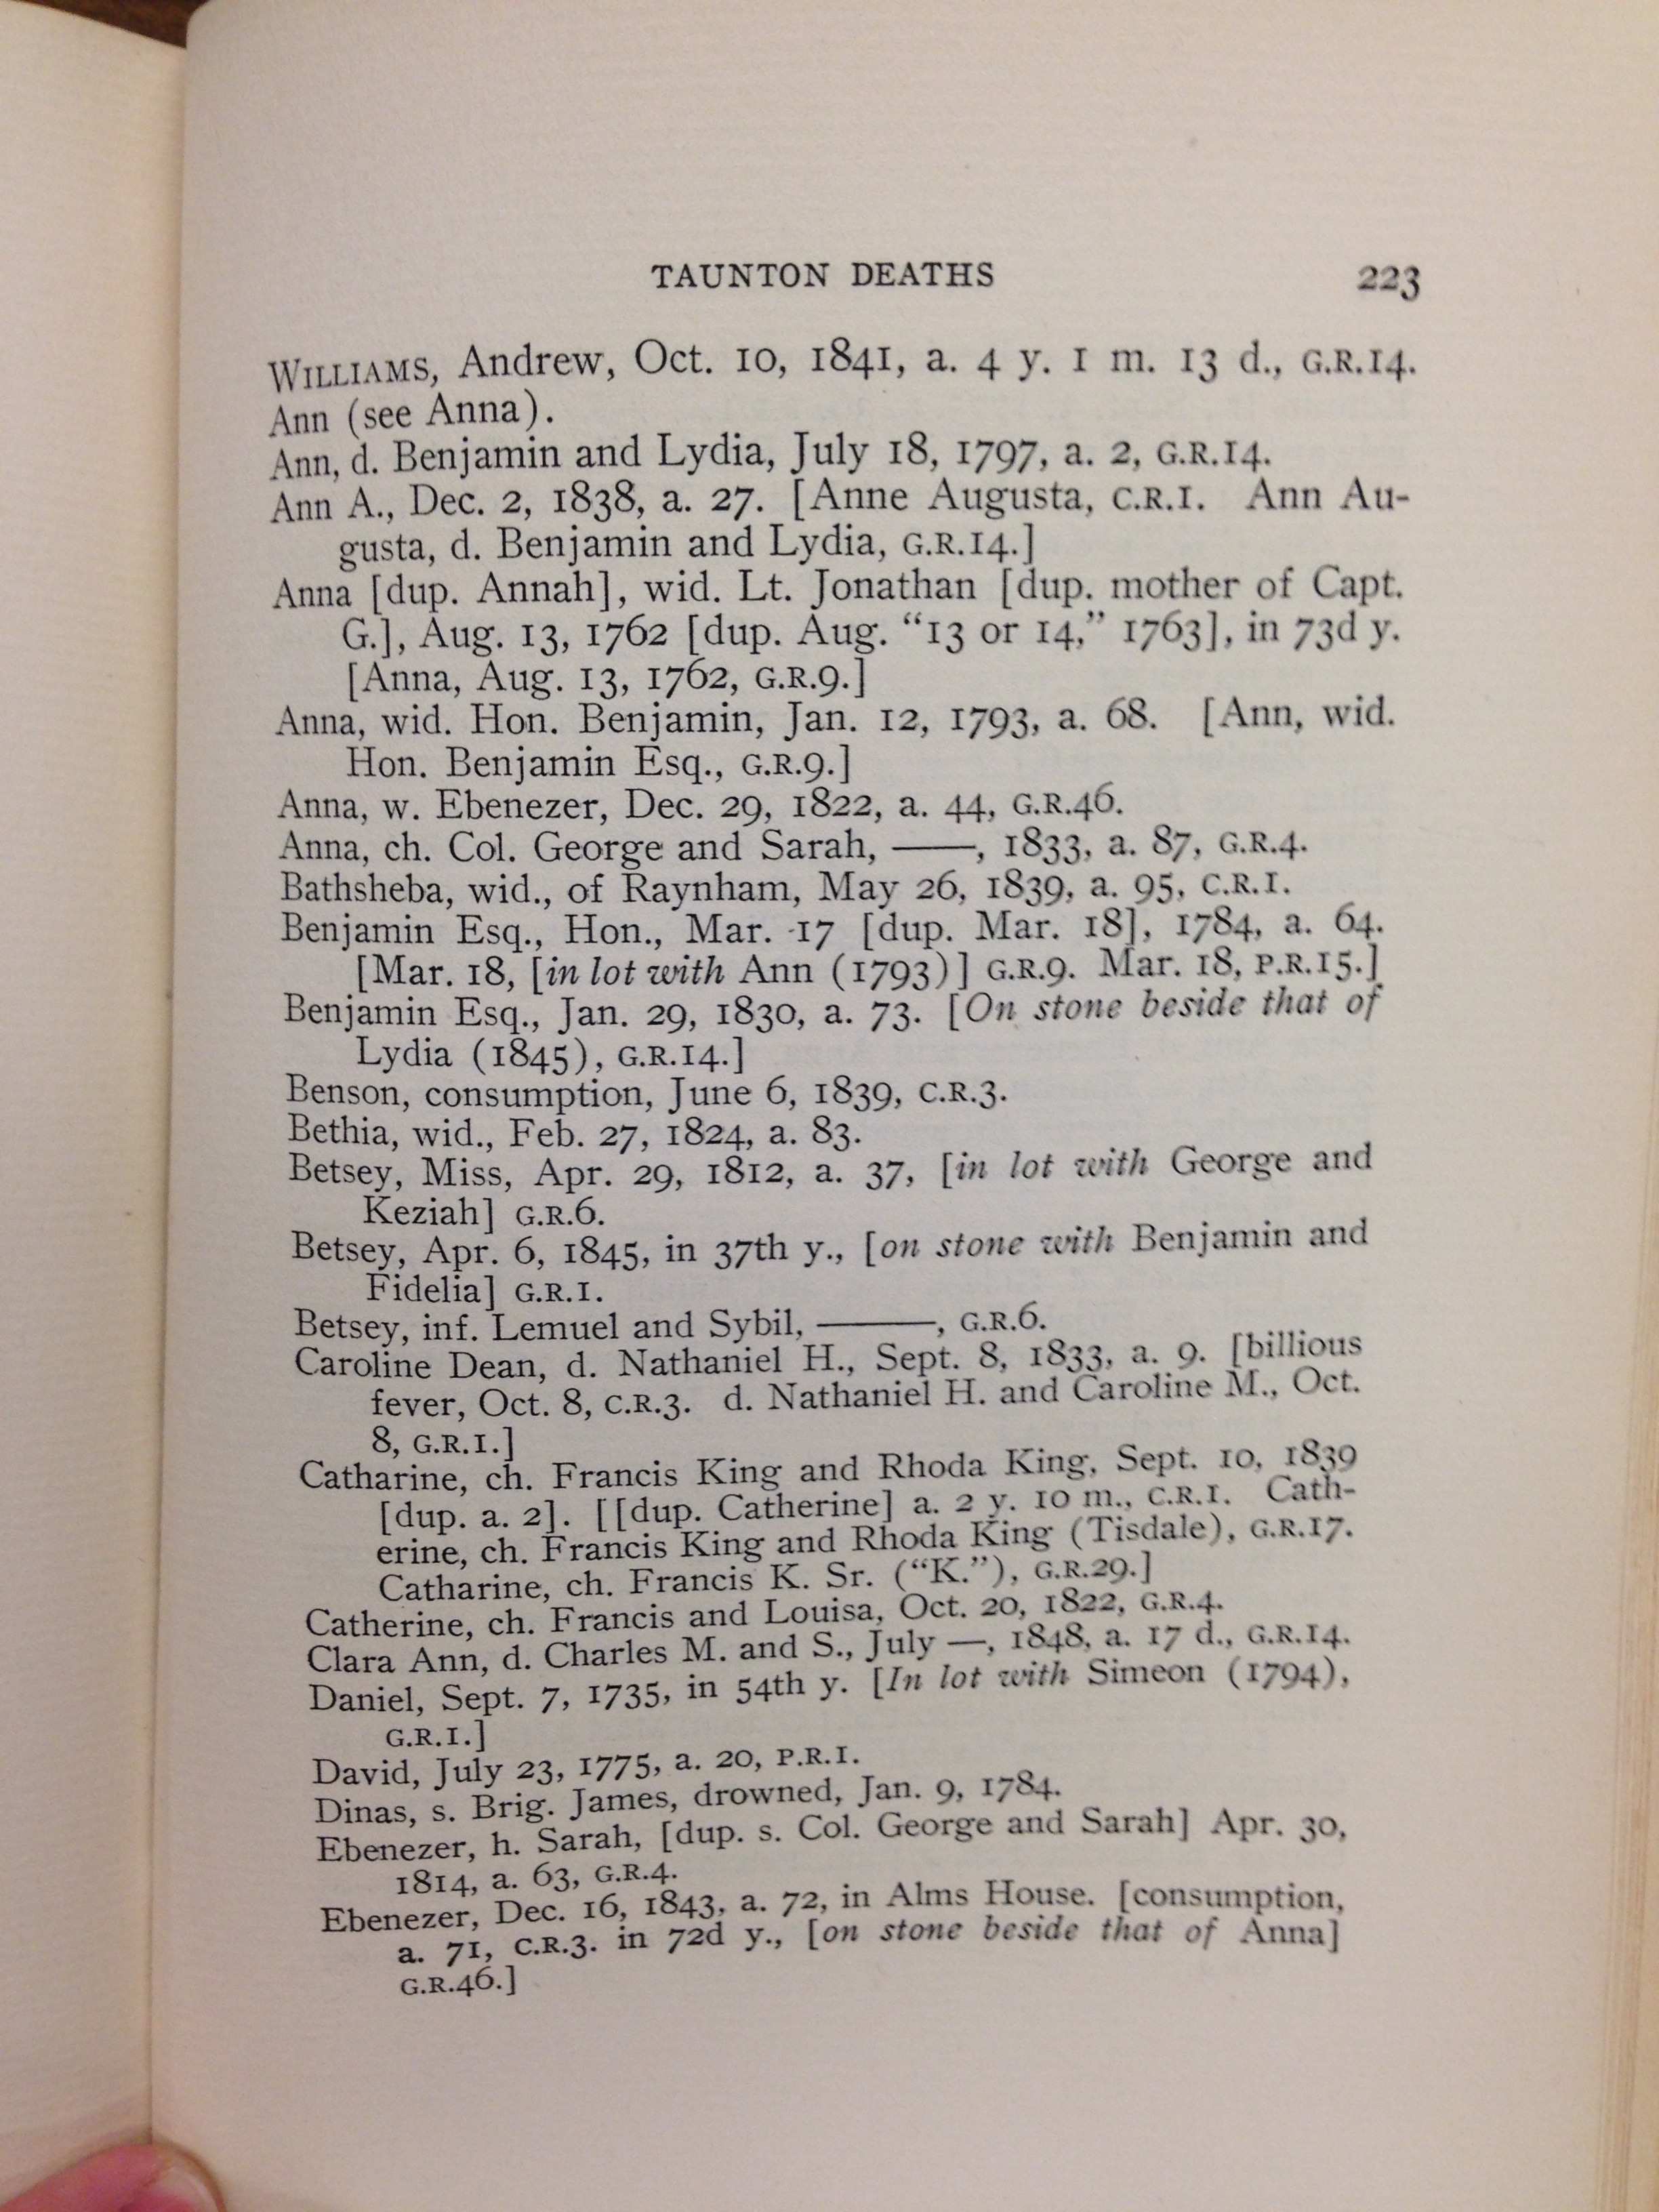 TAUNTON DEATHS 223
WILLIAMS, Andrew, Oct. 10, 1841, a. 4 y. 1 m. 13 d., G.R.14.
Ann (see Anna).
Ann, d. Benjamin and Lydia, July 18, 1797, a. 2, G.R.14.
Ann A., Dec. 2, 1838, a. 27. [Anne Augusta, C.R.1. Ann Au-
gusta, d. Benjamin and Lydia, G.R.14.]
Anna [dup. Annah], wid. Lt. Jonathan [dup. mother of Capt.
G.], Aug. 13, 1762 [dup. Aug. “13 or 14,” 1763], in 73d y.
[Anna, Aug. 13, 1762, G.R.9.]
Anna, wid. Hon. Benjamin, Jan. 12, 1793, a. 68. [Ann, wid.
Hon. Benjamin Esq., G.R.9.]
Anna, w. Ebenezer, Dec. 29, 1822, a. 44, G.R.46.
Anna, ch. Col. George and Sarah, ——, 1833, a. 87, G.R.4.
Bathsheba, wid., of Raynham, May 26, 1839, a. 95, C.R.1.
Benjamin Esq., Hon., Mar. 17 [dup. Mar. 18], 1784, a. 64.
[Mar. 18, [in lot with Ann (1793)] G.R.9. Mar. 18, P.R.15.]
Benjamin Esq., Jan. 29, 1830, a. 73. [On stone beside that of
Lydia (1845), G.R.14.]
Benson, consumption, June 6, 1839, C.R.3.
Bethia, wid., Feb. 27, 1824, a. 83.
Betsey, Miss, Apr. 29, 1812, a. 37, [in lot with George and
Keziah] G.R.6.
Betsey, Apr. 6, 1845, in 37th y., [on stone with Benjamin and
Fidelia] G.R.1.
Betsey, inf. Lemuel and Sybil, ———, G.R.6.
Caroline Dean, d. Nathaniel H., Sept. 8, 1833, a. 9. [billious
fever, Oct. 8, C.R.3. d. Nathaniel H. and Caroline M., Oct.
8, G.R.1.]
Catharine, ch. Francis King and Rhoda King, Sept. 10, 1839
[dup. a. 2]. [[dup. Catherine] a. 2 y. 10 m., C.R.1. Cath-
erine, ch. Francis King and Rhoda King (Tisdale), G.R.17.
Catharine, ch. Francis K. Sr. (“K.”), G.R.29.]
Catherine, ch. Francis and Louisa, Oct. 20, 1822, G.R.4.
Clara Ann, d. Charles M. and S., July —, 1848, a. 17 d., G.R.14.
Daniel, Sept. 7, 1735, in 54th y. [In lot with Simeon (1794),
G.R.1.]
David, July 23, 1775, a. 20, P.R.1.
Dinas, s. Brig. James, drowned, Jan. 9, 1784.
Ebenezer, h. Sarah, [dup. s. Col. George and Sarah] Apr. 30,
1814, a. 63, G.R.4.
Ebenezer, Dec. 16, 1843, a. 72, in Alms House. [consumption,
a. 71, C.R.3. in 72d y., [on stone beside that of Anna]
G.R.46.]